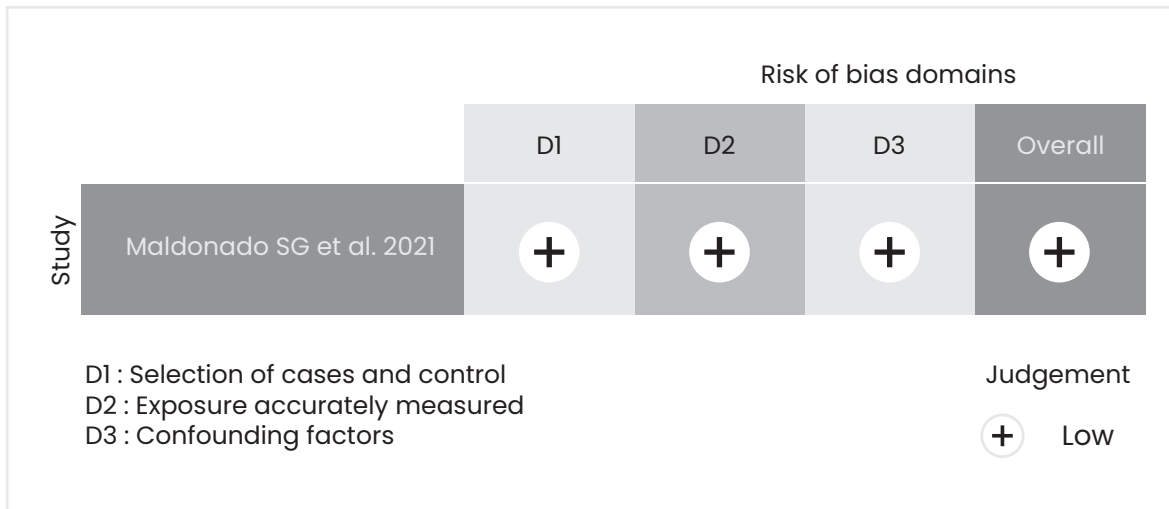 Risk of bias domains
D1 D2 D3 Overall
Study
Maldonado SG et al. 2021 + + + +
D1 : Selection of cases and control
D2 : Exposure accurately measured
D3 : Confounding factors
Judgement
+ Low